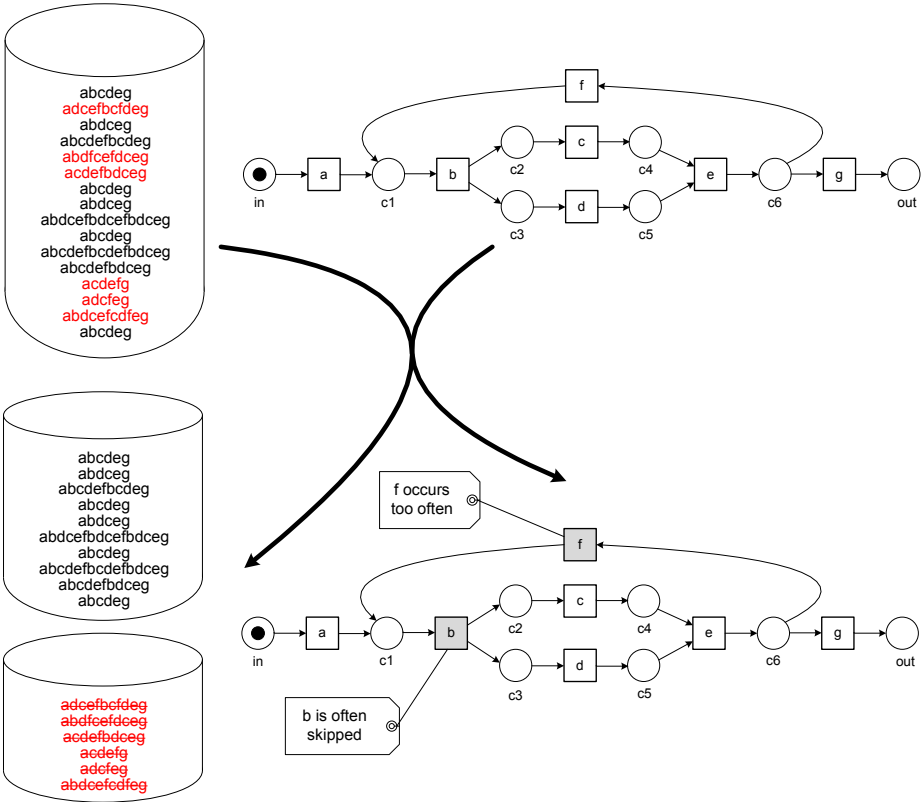 abcdeg
adcefbcfdeg
abdceg
abcdefbcdeg
abdfcefdceg
acdefbdceg
abcdeg
abdceg
abdcefbdcefbdceg
abcdeg
abcdefbcdefbdceg
abcdefbdceg
acdefg
adcfeg
abdcefcdfeg
abcdeg
f
c
c2
c4
a
b
e
g
in
c1
c6
out
d
c3
c5
abcdeg
abdceg
abcdefbcdeg
abcdeg
abdceg
abdcefbdcefbdceg
abcdeg
abcdefbcdefbdceg
abcdefbdceg
abcdeg
adcefbcfdeg
abdfcefdceg
acdefbdceg
acdefg
adcfeg
abdcefcdfeg
f occurs
too often
f
c
c2
c4
a
b
e
g
in
c1
c6
out
d
c3
c5
b is often
skipped